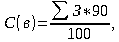 С(в) = ∑ З*90 / 100,